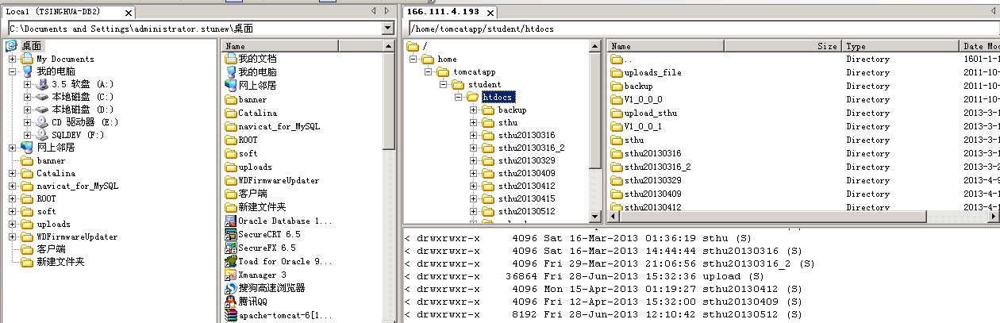 Local (TSINGHUA-DB2)
C:\Documents and Settings\administrator.stunew\桌面
桌面
My Documents
我的电脑
3.5 软盘 (A:)
本地磁盘 (C:)
本地磁盘 (D:)
CD 驱动器 (E:)
SQLDEV (F:)
网上邻居
banner
Catalina
navicat_for_MySQL
ROOT
soft
uploads
WDFirmwareUpdater
客户端
新建文件夹
Name
我的文档
我的电脑
网上邻居
banner
Catalina
navicat_for_MySQL
ROOT
soft
uploads
WDFirmwareUpdater
客户端
新建文件夹
Oracle Database 1...
SecureCRT 6.5
SecureFX 6.5
Toad for Oracle 9...
Xmanager 3
搜狗高速浏览器
腾讯QQ
apache-tomcat-6[1...
166.111.4.193
/home/tomcatapp/student/htdocs
/
home
tomcatapp
student
htdocs
backup
sthu
sthu20130316
sthu20130316_2
sthu20130329
sthu20130409
sthu20130412
sthu20130415
sthu20130512
Name Size Type Date Mo
.. Directory 1601-1-1
uploads_file Directory 2011-10-
backup Directory 2011-10-
V1_0_0_0 Directory 2011-10-
upload_sthu Directory 2013-3-1
V1_0_0_1 Directory 2013-3-1
sthu Directory 2013-3-1
sthu20130316 Directory 2013-3-1
sthu20130316_2 Directory 2013-3-2
sthu20130329 Directory 2013-4-9
sthu20130409 Directory 2013-4-1
sthu20130412 Directory 2013-4-1
< drwxrwxr-x 4096 Sat 16-Mar-2013 01:36:19 sthu (S)
< drwxrwxr-x 4096 Sat 16-Mar-2013 14:44:44 sthu20130316 (S)
< drwxrwxr-x 4096 Fri 29-Mar-2013 21:06:56 sthu20130316_2 (S)
< drwxrwxr-x 36864 Fri 28-Jun-2013 15:32:36 upload (S)
< drwxrwxr-x 4096 Mon 15-Apr-2013 01:19:27 sthu20130412 (S)
< drwxrwxr-x 4096 Fri 12-Apr-2013 15:32:00 sthu20130409 (S)
< drwxrwxr-x 8192 Fri 28-Jun-2013 12:10:42 sthu20130512 (S)